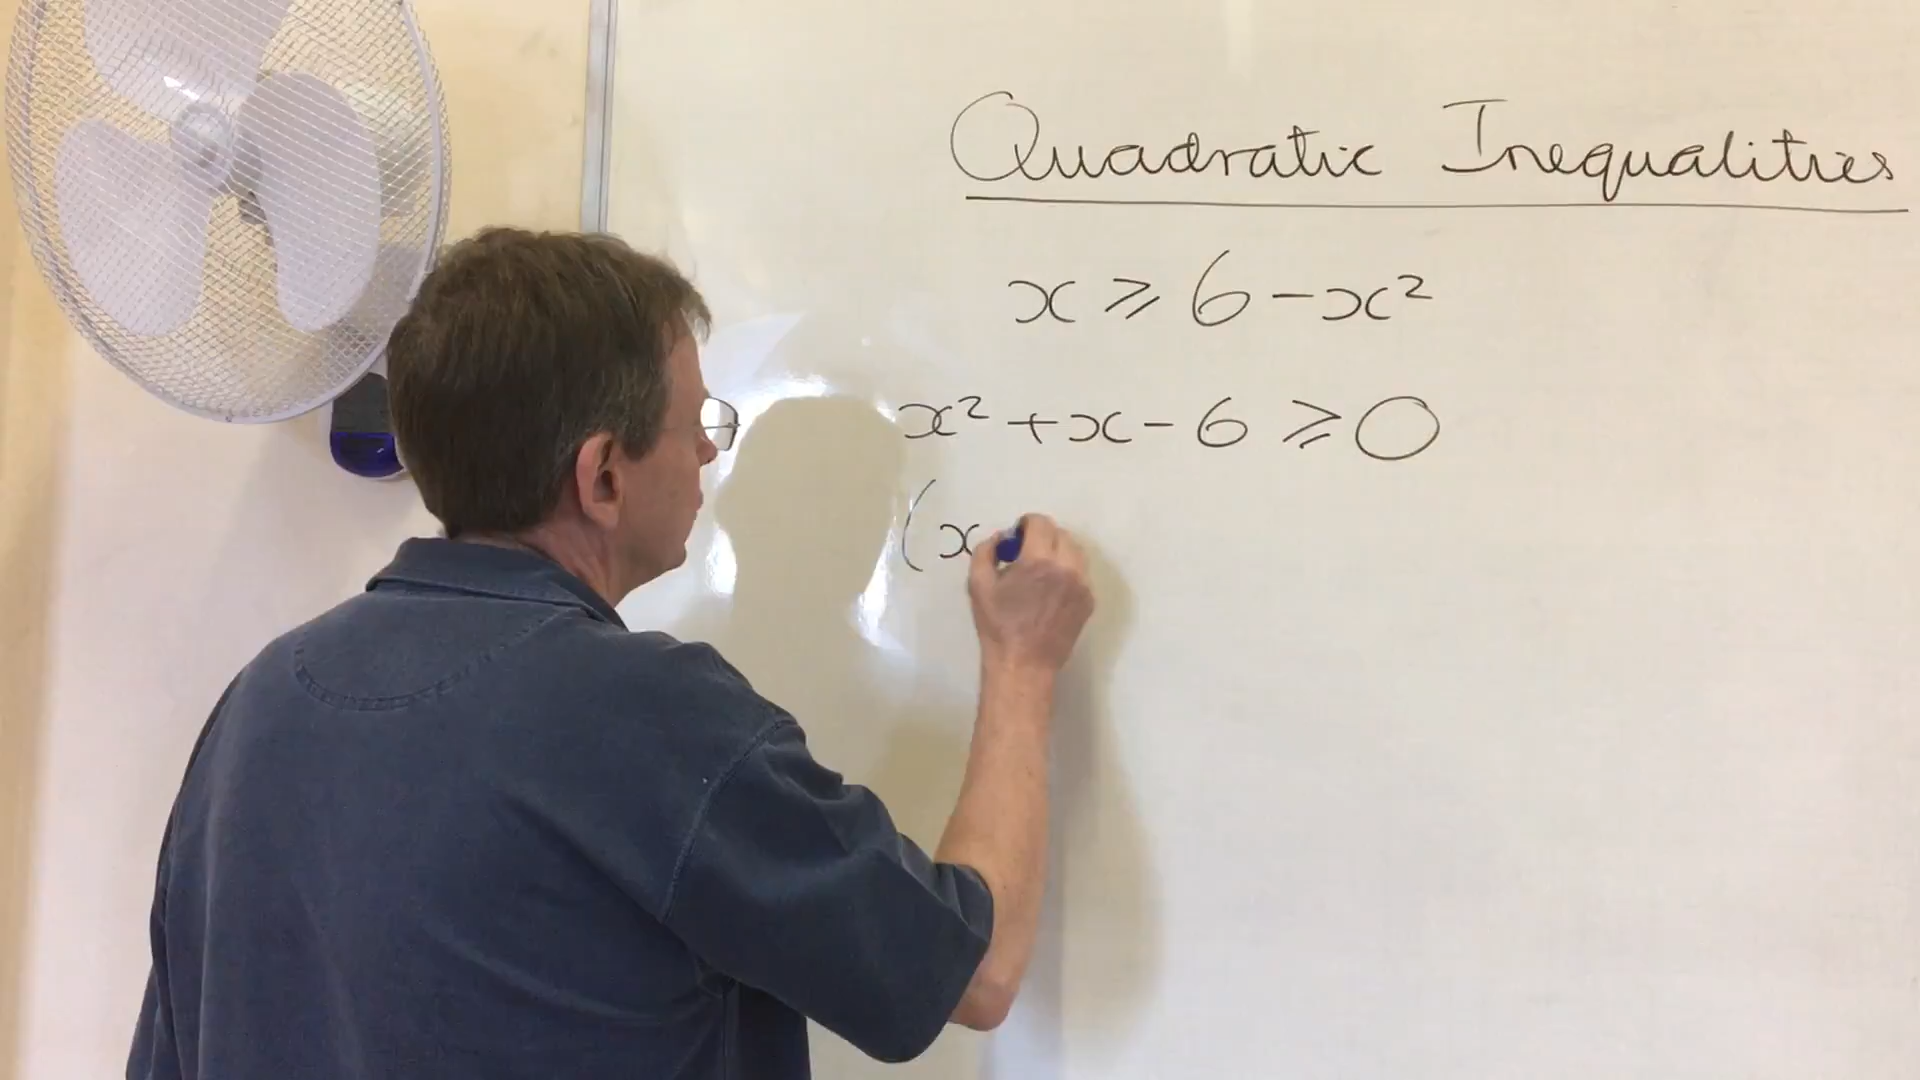 Quadratic Inequalities
x ⩾ 6 - x²
x² + x - 6 ⩾ 0
(x